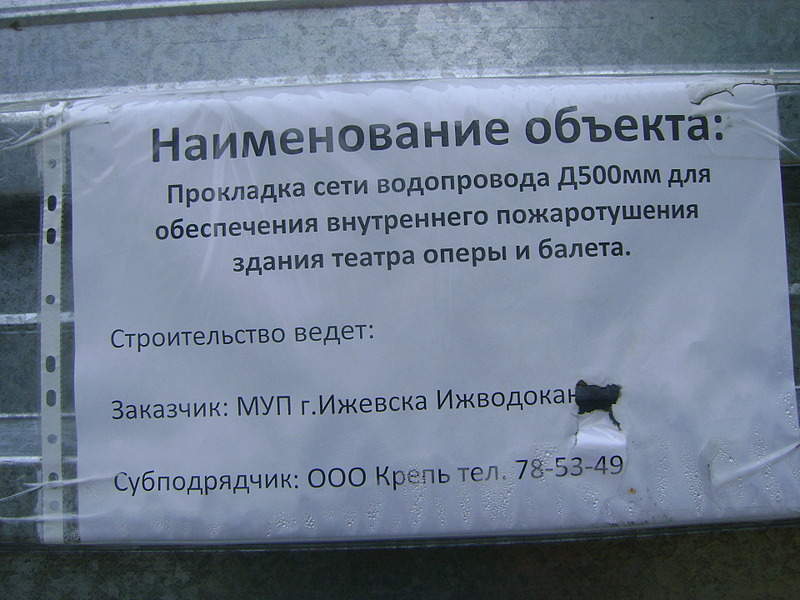 Наименование объекта:
Прокладка сети водопровода Д500мм для
обеспечения внутреннего пожаротушения
здания театра оперы и балета.
Строительство ведет:
Заказчик: МУП г.Ижевска
Субподрядчик: ООО Крепь тел. 78-53-49